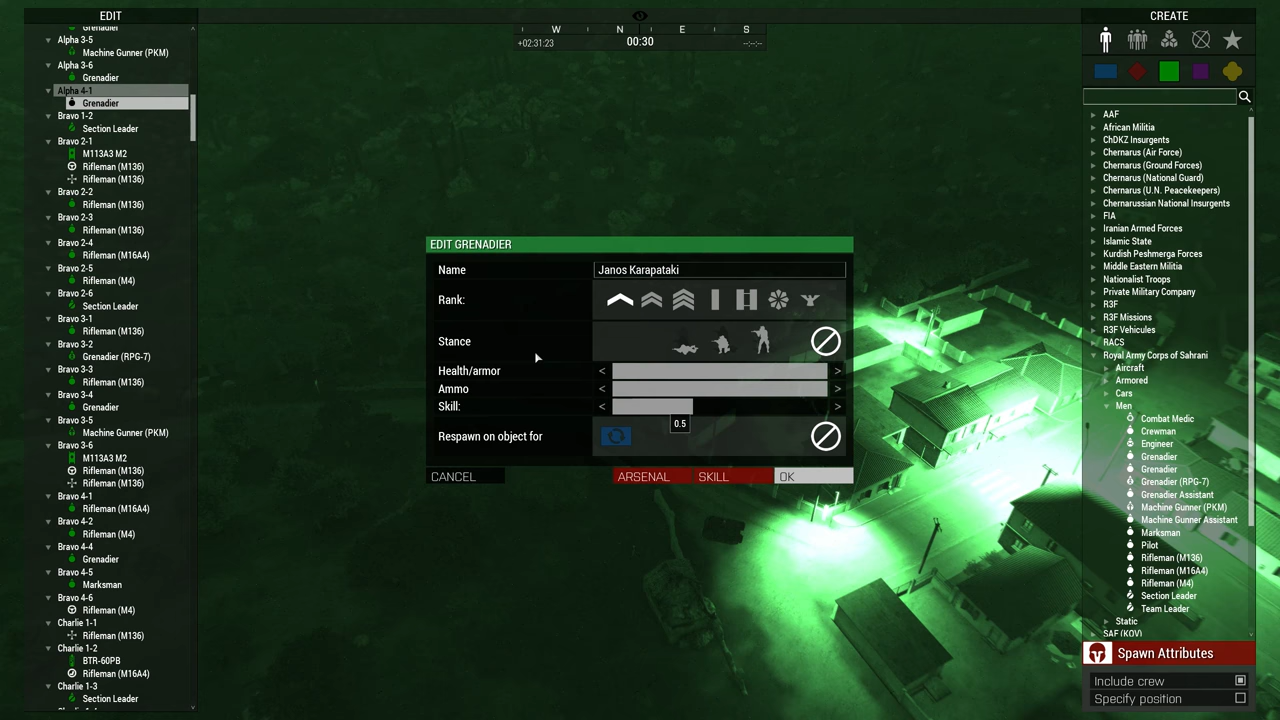 EDIT
Grenadier
Alpha 3-5
Machine Gunner (PKM)
Alpha 3-6
Grenadier
Alpha 4-1
Grenadier
Bravo 1-2
Section Leader
Bravo 2-1
M113A3 M2
Rifleman (M136)
Rifleman (M136)
Bravo 2-2
Rifleman (M136)
Bravo 2-3
Rifleman (M136)
Bravo 2-4
Rifleman (M16A4)
Bravo 2-5
Rifleman (M4)
Bravo 2-6
Section Leader
Bravo 3-1
Rifleman (M136)
Bravo 3-2
Grenadier (RPG-7)
Bravo 3-3
Rifleman (M136)
Bravo 3-4
Grenadier
Bravo 3-5
Machine Gunner (PKM)
Bravo 3-6
M113A3 M2
Rifleman (M136)
Rifleman (M136)
Bravo 4-1
Rifleman (M16A4)
Bravo 4-2
Rifleman (M4)
Bravo 4-4
Grenadier
Bravo 4-5
Marksman
Bravo 4-6
Rifleman (M4)
Charlie 1-1
Rifleman (M136)
Charlie 1-2
BTR-60PB
Rifleman (M16A4)
Charlie 1-3
Section Leader
W N E S
+02:31:23 00:30 --:--:--
EDIT GRENADIER
Name Janos Karapataki
Rank:
Stance
Health/armor < >
Ammo < >
Skill: < >
0.5
Respawn on object for
CANCEL ARSENAL SKILL OK
CREATE
AAF
African Militia
ChDKZ Insurgents
Chernarus (Air Force)
Chernarus (Ground Forces)
Chernarus (National Guard)
Chernarus (U.N. Peacekeepers)
Chernarussian National Insurgents
FIA
Iranian Armed Forces
Islamic State
Kurdish Peshmerga Forces
Middle Eastern Militia
Nationalist Troops
Private Military Company
R3F
R3F Missions
R3F Vehicles
RACS
Royal Army Corps of Sahrani
Aircraft
Armored
Cars
Men
Combat Medic
Crewman
Engineer
Grenadier
Grenadier
Grenadier (RPG-7)
Grenadier Assistant
Machine Gunner (PKM)
Machine Gunner Assistant
Marksman
Pilot
Rifleman (M136)
Rifleman (M16A4)
Rifleman (M4)
Section Leader
Team Leader
Static
SAF (KOV)
Spawn Attributes
Include crew
Specify position